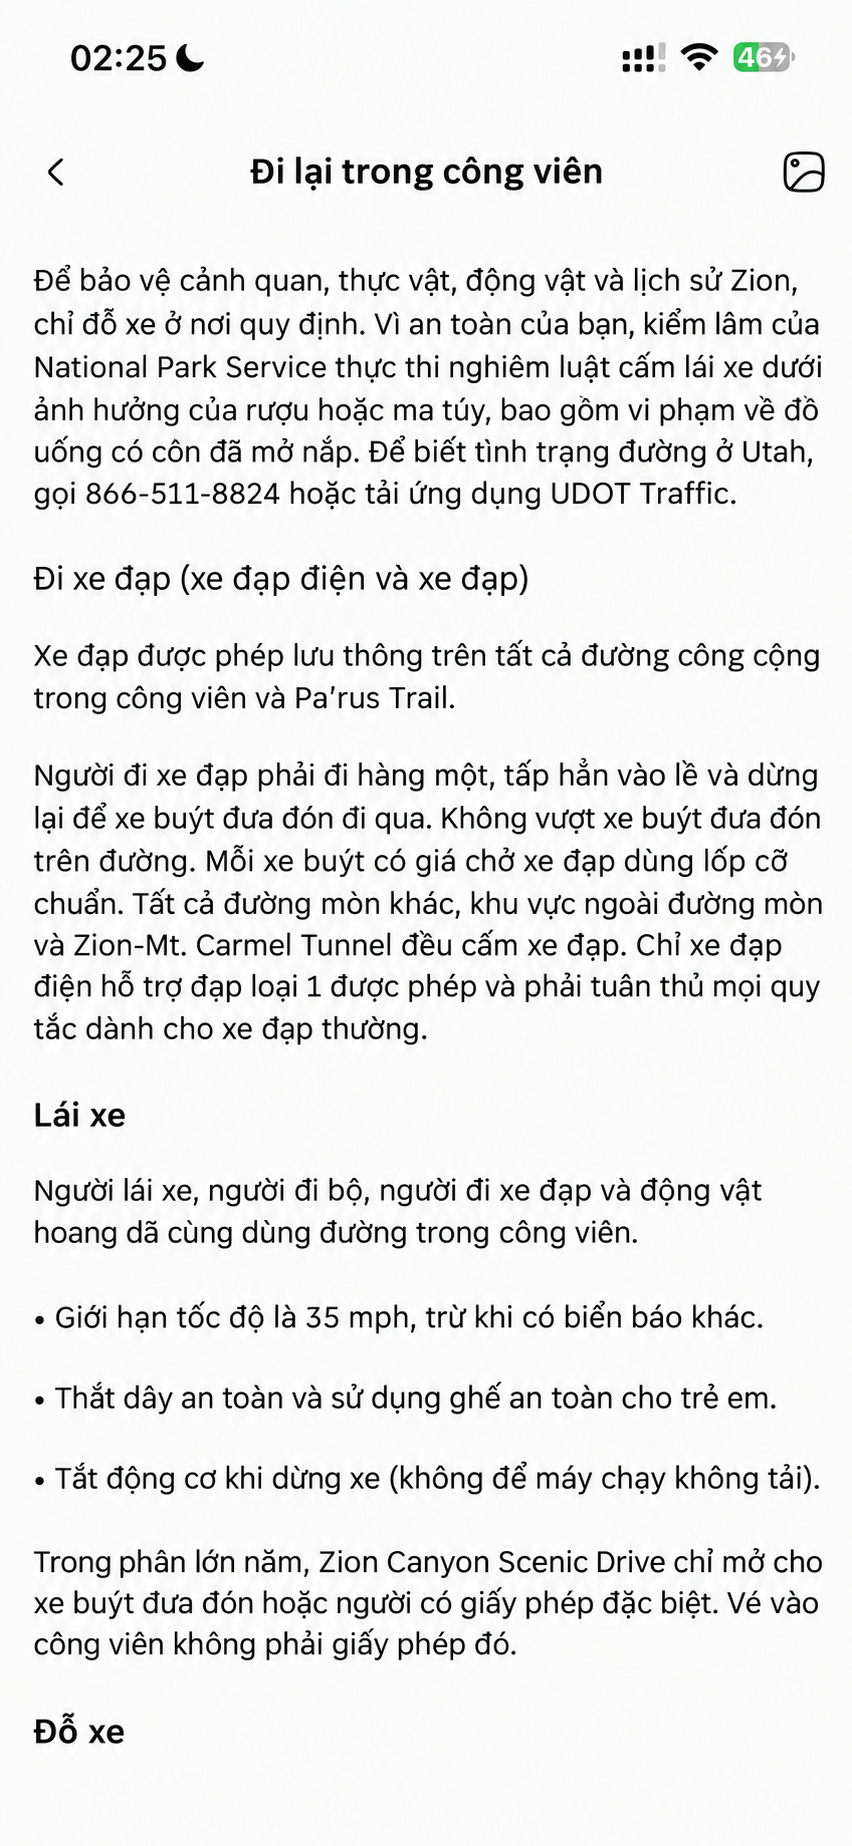 02:25
46
Đi lại trong công viên
Để bảo vệ cảnh quan, thực vật, động vật và lịch sử Zion,
chỉ đỗ xe ở nơi quy định. Vì an toàn của bạn, kiểm lâm của
National Park Service thực thi nghiêm luật cấm lái xe dưới
ảnh hưởng của rượu hoặc ma túy, bao gồm vi phạm về đồ
uống có côn đã mở nắp. Để biết tình trạng đường ở Utah,
gọi 866-511-8824 hoặc tải ứng dụng UDOT Traffic.
Đi xe đạp (xe đạp điện và xe đạp)
Xe đạp được phép lưu thông trên tất cả đường công cộng
trong công viên và Pa’rus Trail.
Người đi xe đạp phải đi hàng một, tấp hẳn vào lề và dừng
lại để xe buýt đưa đón đi qua. Không vượt xe buýt đưa đón
trên đường. Mỗi xe buýt có giá chở xe đạp dùng lốp cỡ
chuẩn. Tất cả đường mòn khác, khu vực ngoài đường mòn
và Zion-Mt. Carmel Tunnel đều cấm xe đạp. Chỉ xe đạp
điện hỗ trợ đạp loại 1 được phép và phải tuân thủ mọi quy
tắc dành cho xe đạp thường.
Lái xe
Người lái xe, người đi bộ, người đi xe đạp và động vật
hoang dã cùng dùng đường trong công viên.
• Giới hạn tốc độ là 35 mph, trừ khi có biển báo khác.
• Thắt dây an toàn và sử dụng ghế an toàn cho trẻ em.
• Tắt động cơ khi dừng xe (không để máy chạy không tải).
Trong phân lớn năm, Zion Canyon Scenic Drive chỉ mở cho
xe buýt đưa đón hoặc người có giấy phép đặc biệt. Vé vào
công viên không phải giấy phép đó.
Đỗ xe